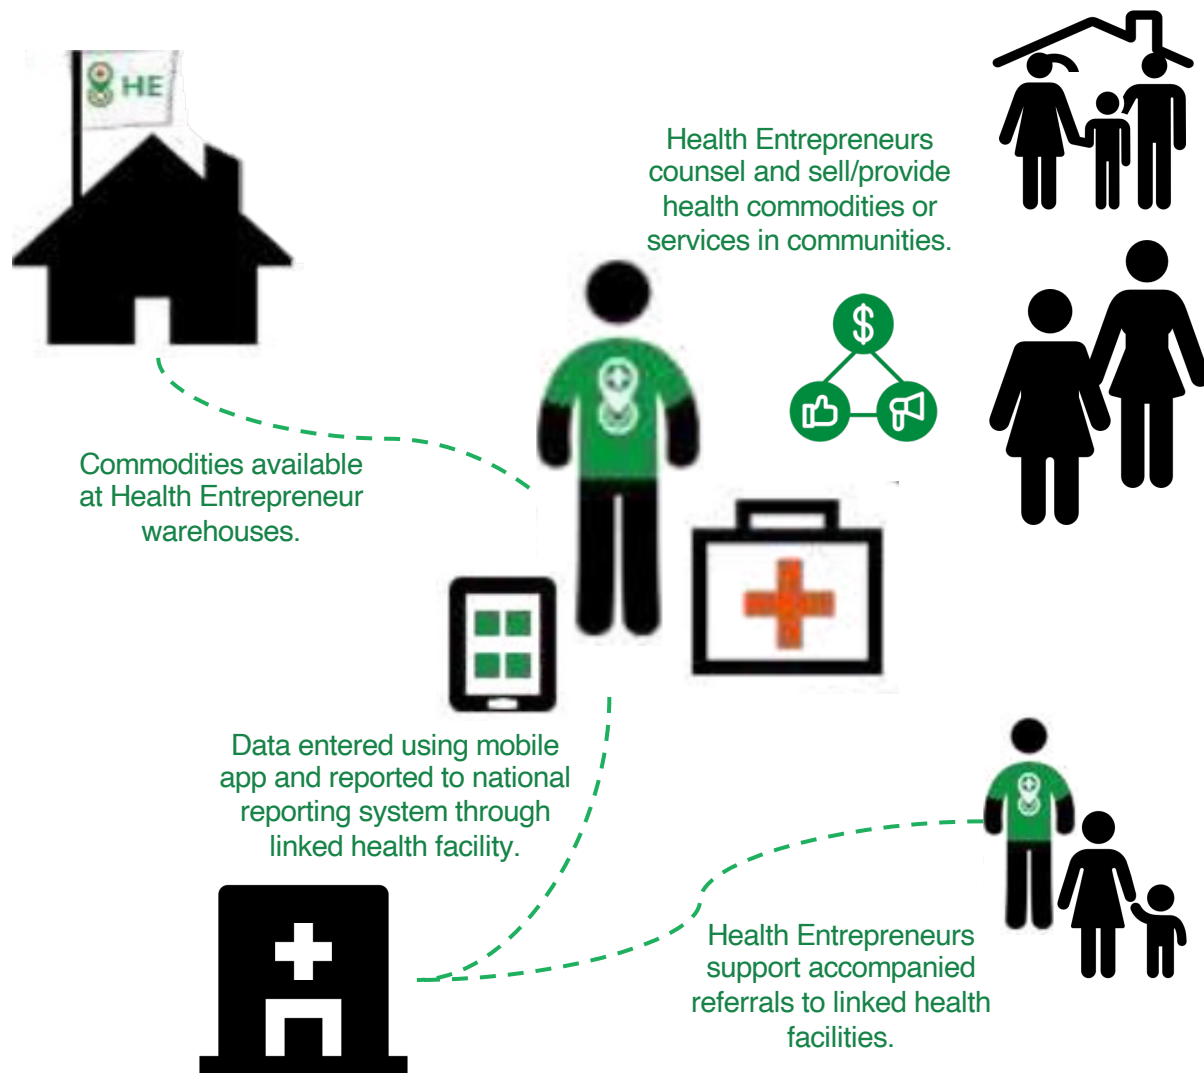 HE
Health Entrepreneurs
counsel and sell/provide
health commodities or
services in communities.
$
Commodities available
at Health Entrepreneur
warehouses.
Data entered using mobile
app and reported to national
reporting system through
linked health facility.
Health Entrepreneurs
support accompanied
referrals to linked health
facilities.